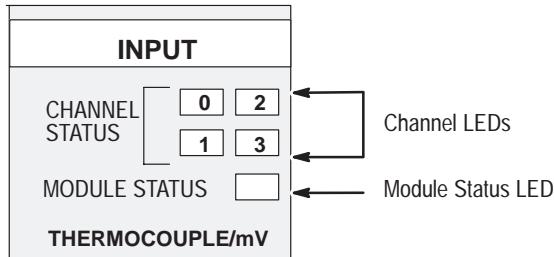 INPUT
CHANNEL
STATUS
0 2
1 3
Channel LEDs
MODULE STATUS
Module Status LED
THERMOCOUPLE/mV